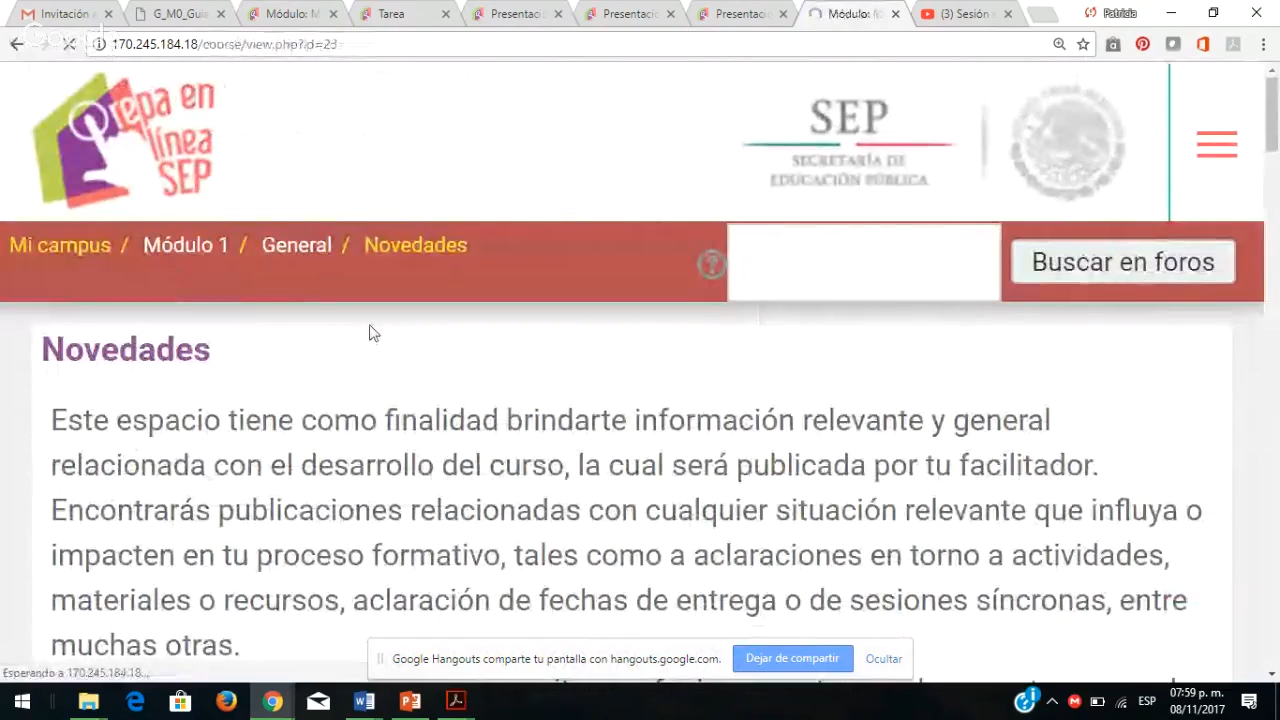 Invitación
G_M0_Guia
Módulo: M
Tarea
Presentaci
Presentacio
Presentac
Módulo: (
(3) Sesión
Patricia
170.245.184.18/course/view.php?id=23
Prepa en
línea
SEP
SEP
SECRETARÍA DE
EDUCACIÓN PÚBLICA
Mi campus / Módulo 1 / General / Novedades
Buscar en foros
Novedades
Este espacio tiene como finalidad brindarte información relevante y general
relacionada con el desarrollo del curso, la cual será publicada por tu facilitador.
Encontrarás publicaciones relacionadas con cualquier situación relevante que influya o
impacten en tu proceso formativo, tales como a aclaraciones en torno a actividades,
materiales o recursos, aclaración de fechas de entrega o de sesiones síncronas, entre
muchas otras.
Google Hangouts comparte tu pantalla con hangouts.google.com.
Dejar de compartir
Ocultar
Esperando a 170.245.184.18...
ESP
07:59 p. m.
08/11/2017